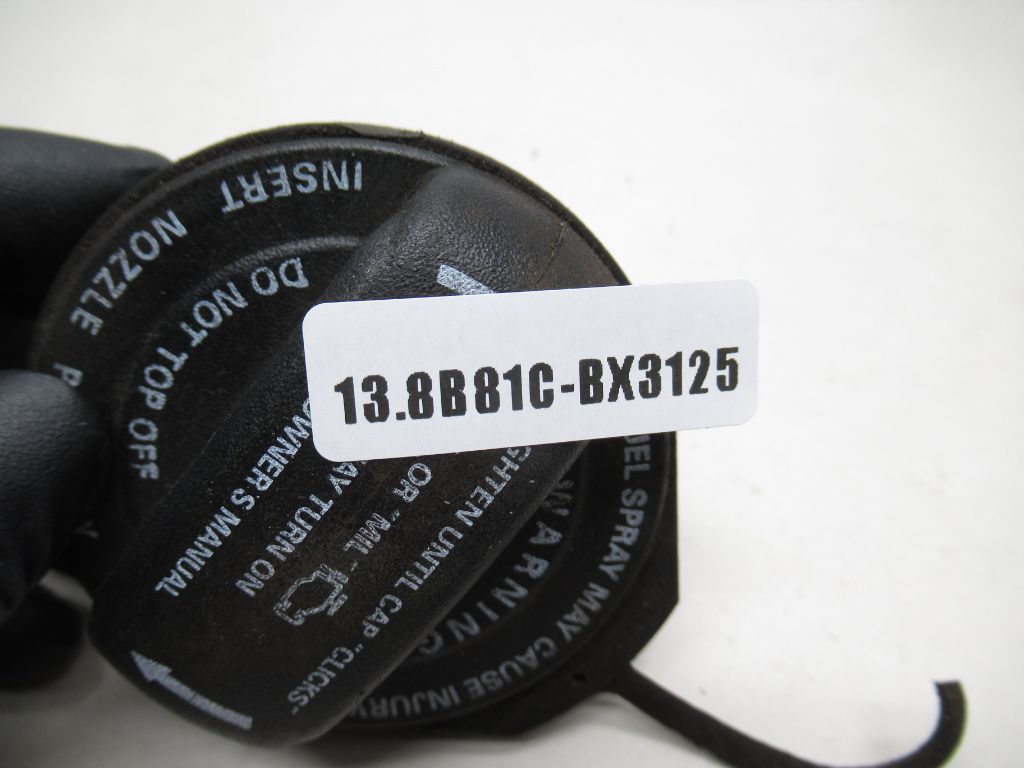 13.8B81C-BX3125
INSERT NOZZLE
DO NOT TOP OFF
TIGHTEN UNTIL CAP "CLICKS"
OR "MIL"
MAY TURN ON
OWNER'S MANUAL
WARNING
FUEL SPRAY MAY CAUSE INJURY